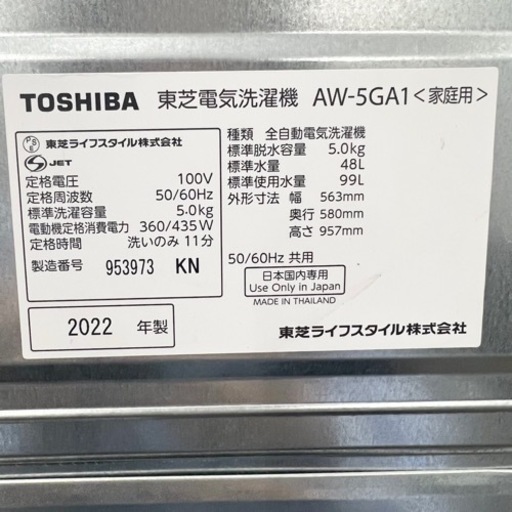 TOSHIBA 東芝電気洗濯機 AW-5GA1<家庭用>
PSE 東芝ライフスタイル株式会社
S JET
定格電圧 100V
定格周波数 50/60Hz
標準洗濯容量 5.0kg
電動機定格消費電力 360/435W
定格時間 洗いのみ 11分
製造番号 953973 KN
2022 年製
種類 全自動電気洗濯機
標準脱水容量 5.0kg
標準水量 48L
標準使用水量 99L
外形寸法 幅 563mm
奥行 580mm
高さ 957mm
50/60Hz 共用
日本国内専用
Use Only in Japan
MADE IN THAILAND
東芝ライフスタイル株式会社